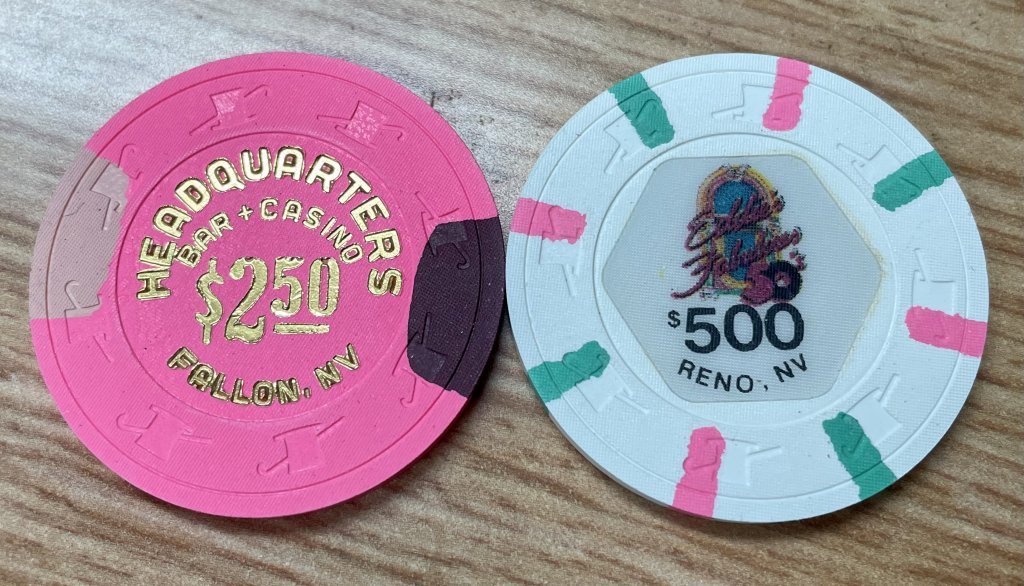 HEADQUARTERS
BAR + CASINO
$2.50
FALLON, NV
Eddie's
Fabulous
50's
$500
RENO, NV